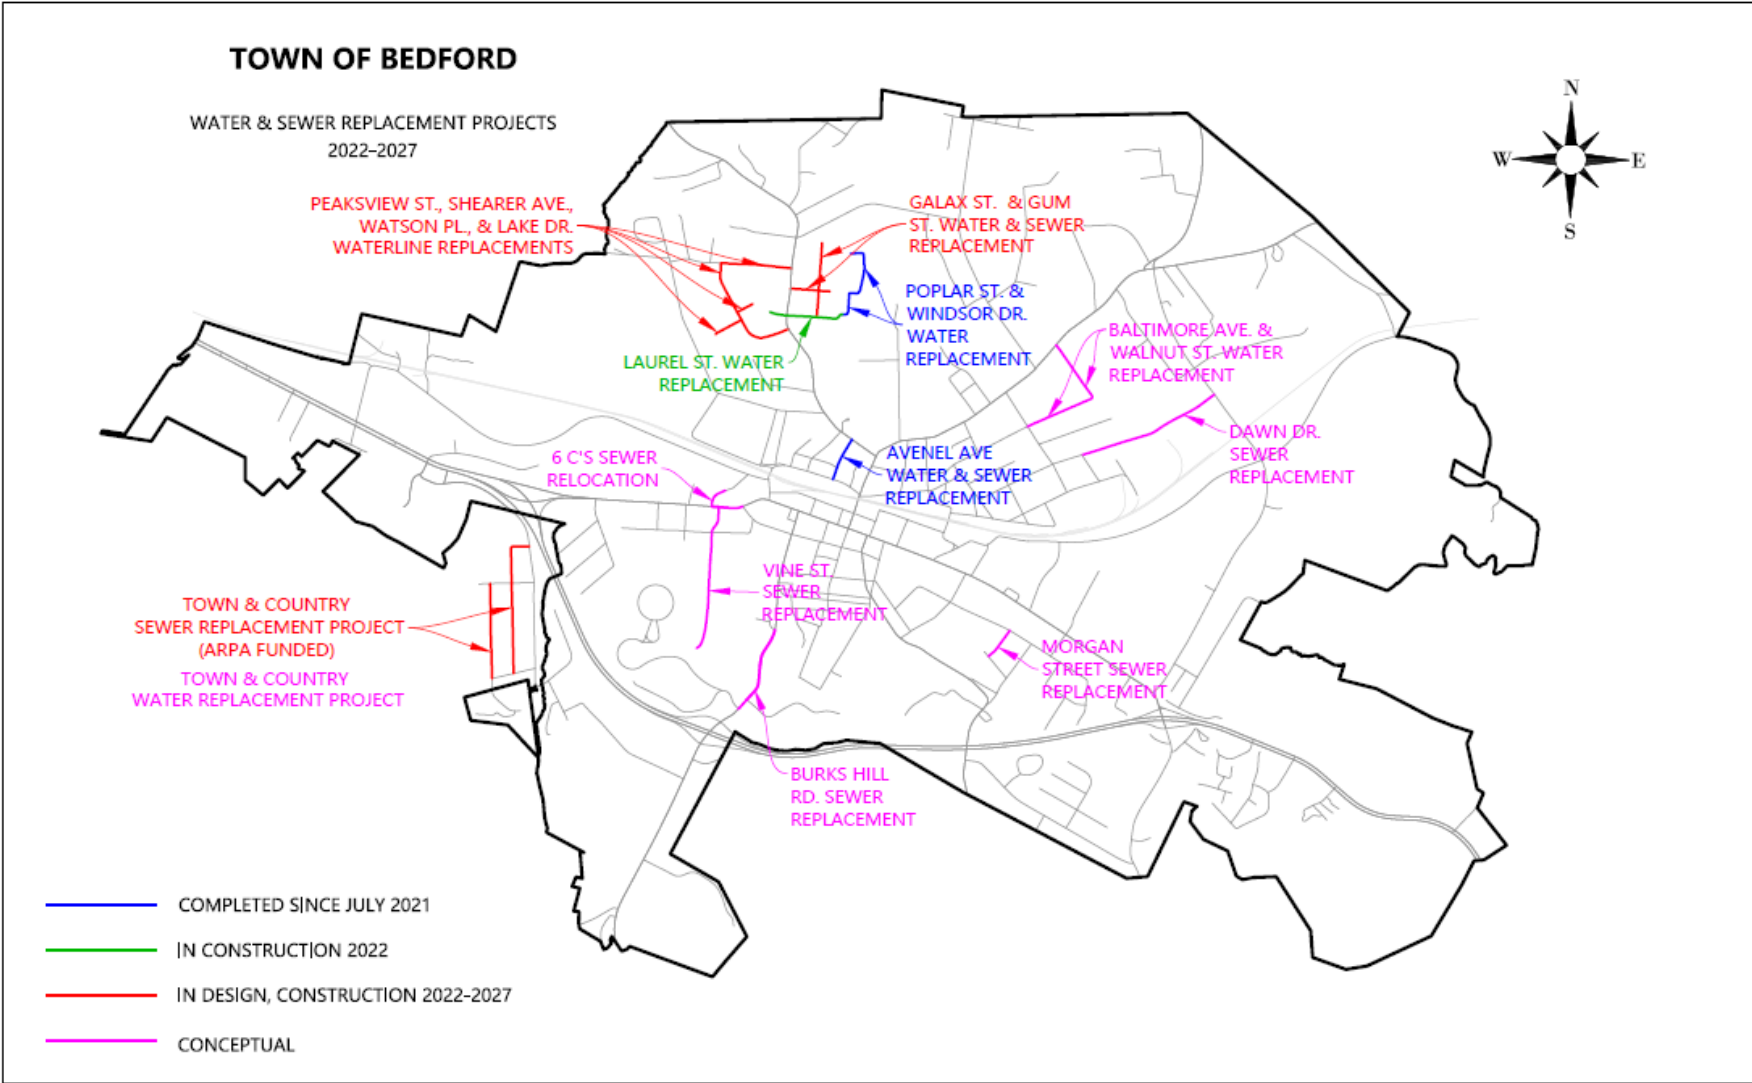 TOWN OF BEDFORD
WATER & SEWER REPLACEMENT PROJECTS
2022-2027
N
W
E
S
PEAKSVIEW ST., SHEARER AVE.,
WATSON PL., & LAKE DR.
WATERLINE REPLACEMENTS
GALAX ST. & GUM
ST. WATER & SEWER
REPLACEMENT
POPLAR ST. &
WINDSOR DR.
WATER
REPLACEMENT
BALTIMORE AVE. &
WALNUT ST. WATER
REPLACEMENT
LAUREL ST. WATER
REPLACEMENT
DAWN DR.
SEWER
REPLACEMENT
6 C'S SEWER
RELOCATION
AVENEL AVE
WATER & SEWER
REPLACEMENT
VINE ST.
SEWER
REPLACEMENT
TOWN & COUNTRY
SEWER REPLACEMENT PROJECT
(ARPA FUNDED)
TOWN & COUNTRY
WATER REPLACEMENT PROJECT
MORGAN
STREET SEWER
REPLACEMENT
BURKS HILL
RD. SEWER
REPLACEMENT
COMPLETED SINCE JULY 2021
IN CONSTRUCTION 2022
IN DESIGN, CONSTRUCTION 2022-2027
CONCEPTUAL